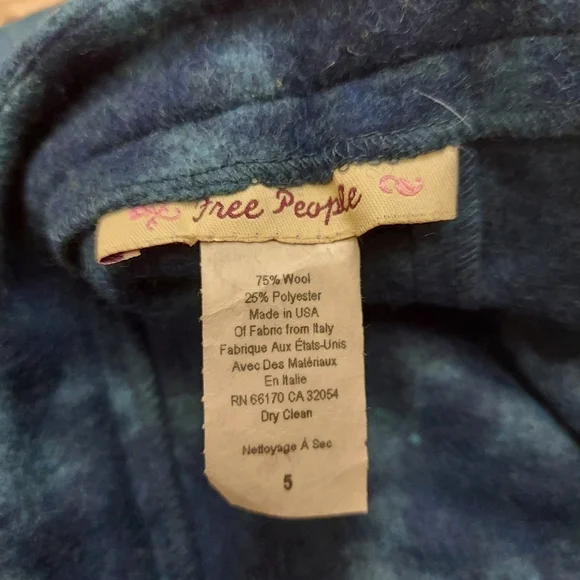 Free People
75% Wool
25% Polyester
Made in USA
Of Fabric from Italy
Fabrique Aux États-Unis
Avec Des Matériaux
En Italie
RN 66170 CA 32054
Dry Clean
Nettoyage À Sec
5